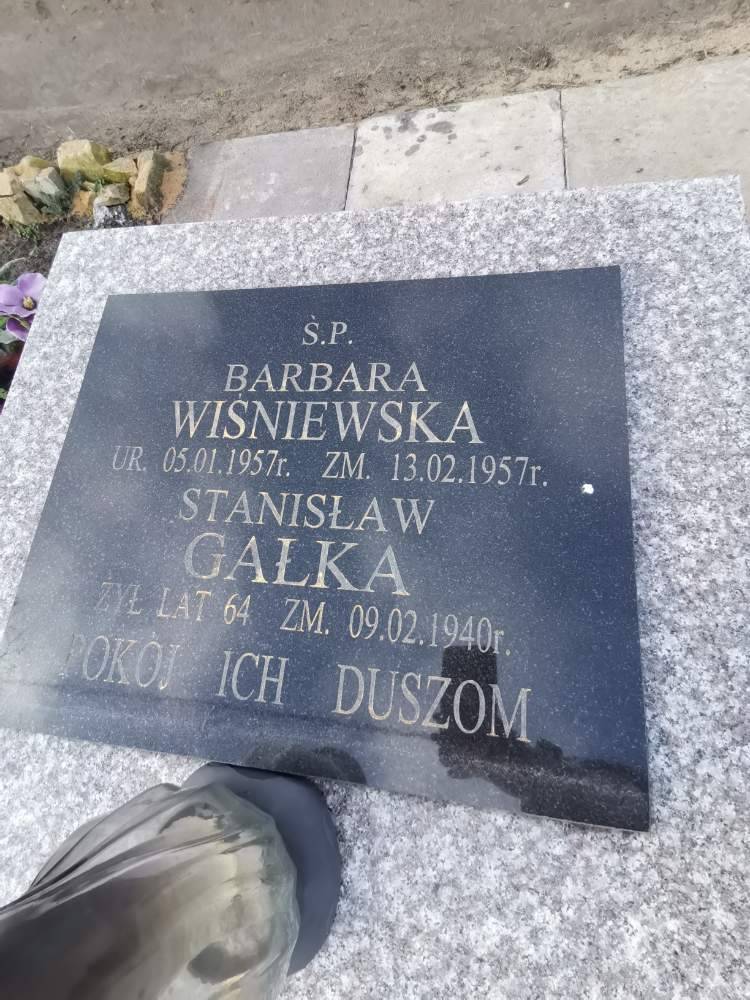 Ś.P.
BARBARA
WIŚNIEWSKA
UR. 05.01.1957r. ZM. 13.02.1957r.
STANISŁAW
GAŁKA
ŻYŁ LAT 64 ZM. 09.02.1940r.
POKÓJ ICH DUSZOM